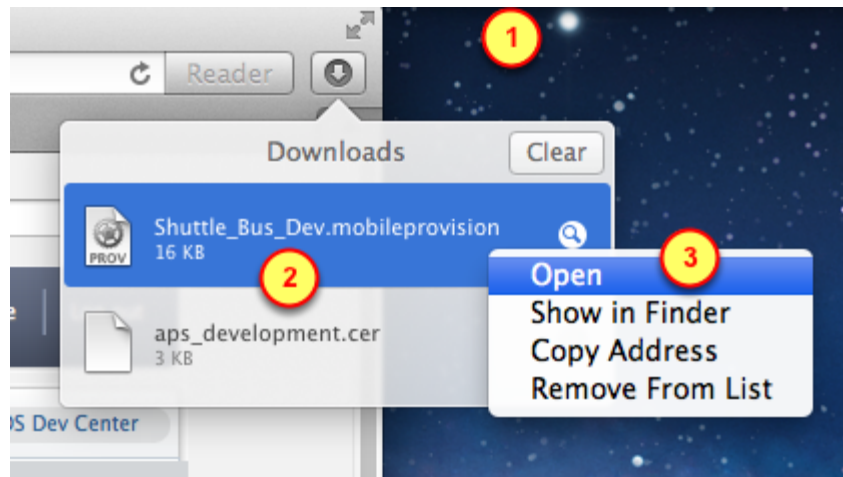 1
Reader
Downloads
Clear
Shuttle_Bus_Dev.mobileprovision
16 KB
PROV
2
3
Open
Show in Finder
Copy Address
Remove From List
aps_development.cer
3 KB
Dev Center